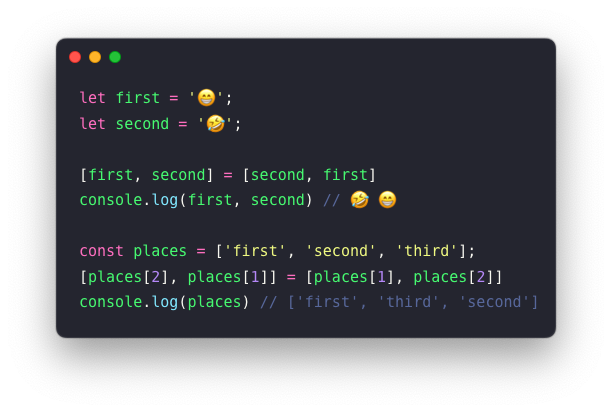 let first = '😁';
let second = '🤣';
[first, second] = [second, first]
console.log(first, second) // 🤣 😁
const places = ['first', 'second', 'third'];
[places[2], places[1]] = [places[1], places[2]]
console.log(places) // ['first', 'third', 'second']